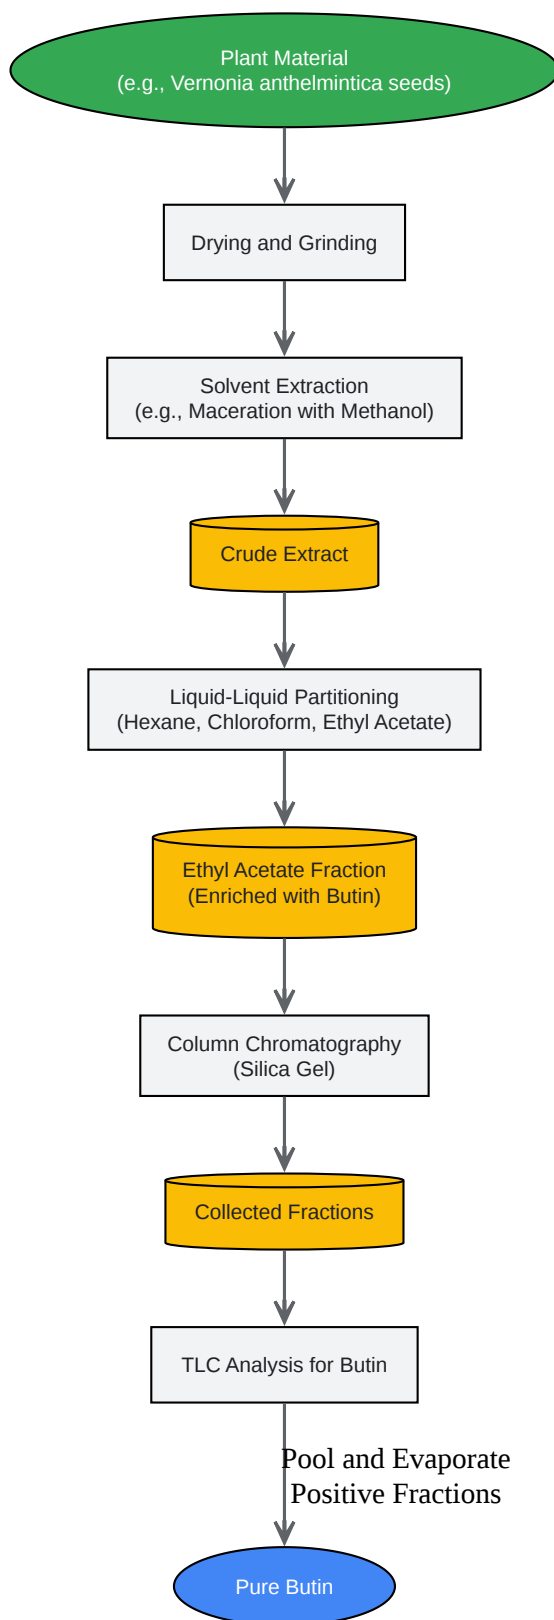 Plant Material
(e.g., Vernonia anthelmintica seeds)
Drying and Grinding
Solvent Extraction
(e.g., Maceration with Methanol)
Crude Extract
Liquid-Liquid Partitioning
(Hexane, Chloroform, Ethyl Acetate)
Ethyl Acetate Fraction
(Enriched with Butin)
Column Chromatography
(Silica Gel)
Collected Fractions
TLC Analysis for Butin
Pool and Evaporate
Positive Fractions
Pure Butin